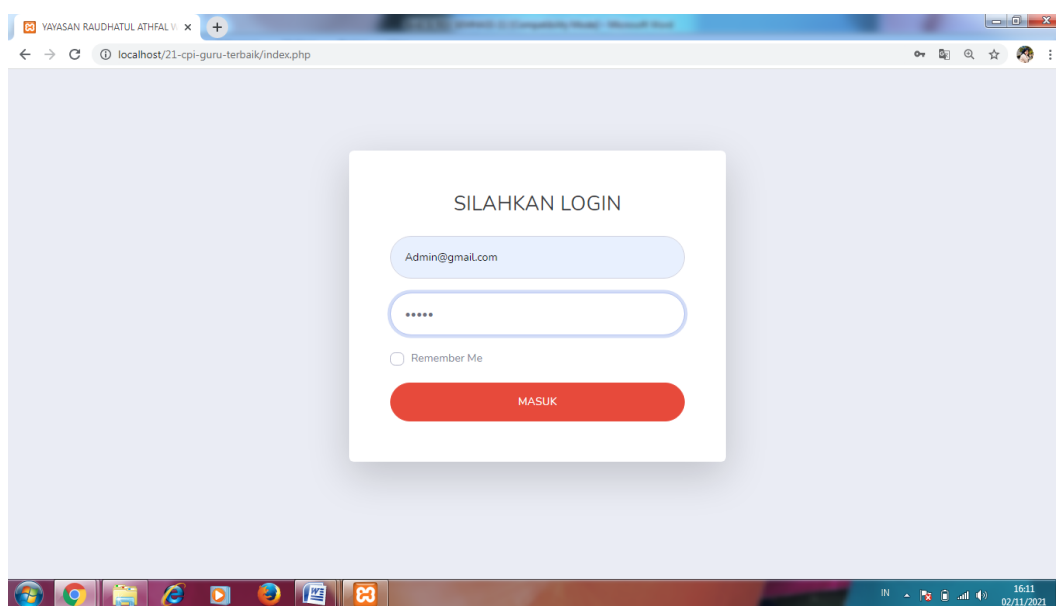 YAYASAN RAUDHATUL ATHFAL W
localhost/21-cpi-guru-terbaik/index.php
SILAHKAN LOGIN
Admin@gmail.com
•••••
Remember Me
MASUK
IN
16:11
02/11/2021